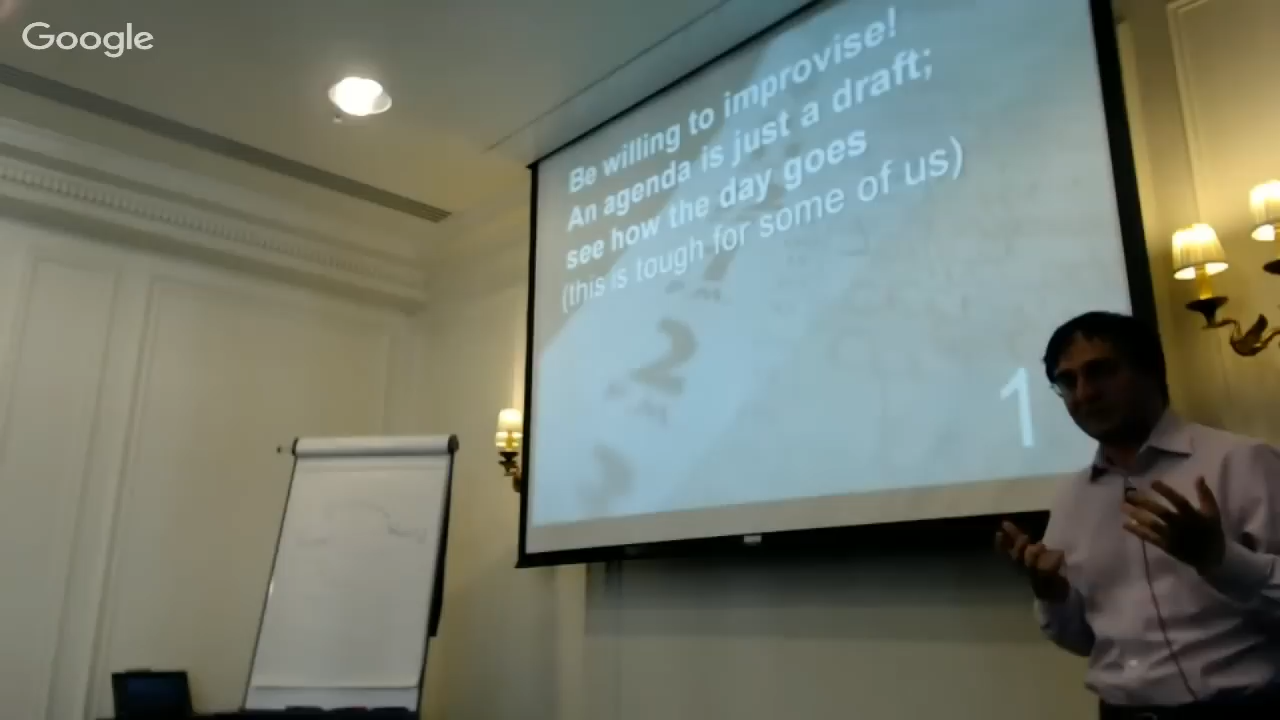 Google
Be willing to improvise!
An agenda is just a draft;
see how the day goes
(this is tough for some of us)
2
1